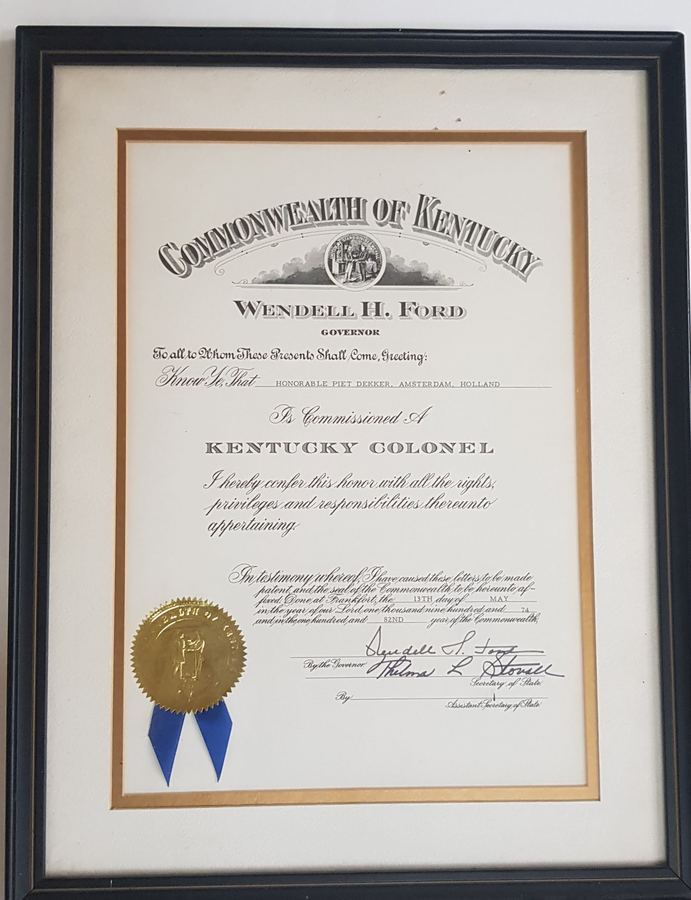 COMMONWEALTH OF KENTUCKY
WENDELL H. FORD
GOVERNOR
To all to Whom These Presents Shall Come, Greeting:
Know Ye, That HONORABLE PIET DEKKER, AMSTERDAM, HOLLAND
Is Commissioned A
KENTUCKY COLONEL
I hereby confer this honor with all the rights,
privileges and responsibilities thereunto
appertaining.
In testimony whereof, I have caused these letters to be made
patent, and the seal of the Commonwealth to be hereunto af-
fixed. Done at Frankfort, the 13TH day of MAY
in the year of our Lord one thousand nine hundred and 74
and in the one hundred and 82ND year of the Commonwealth.
Wendell H. Ford
By the Governor
Thelma L Stovall
Secretary of State
By
Assistant Secretary of State